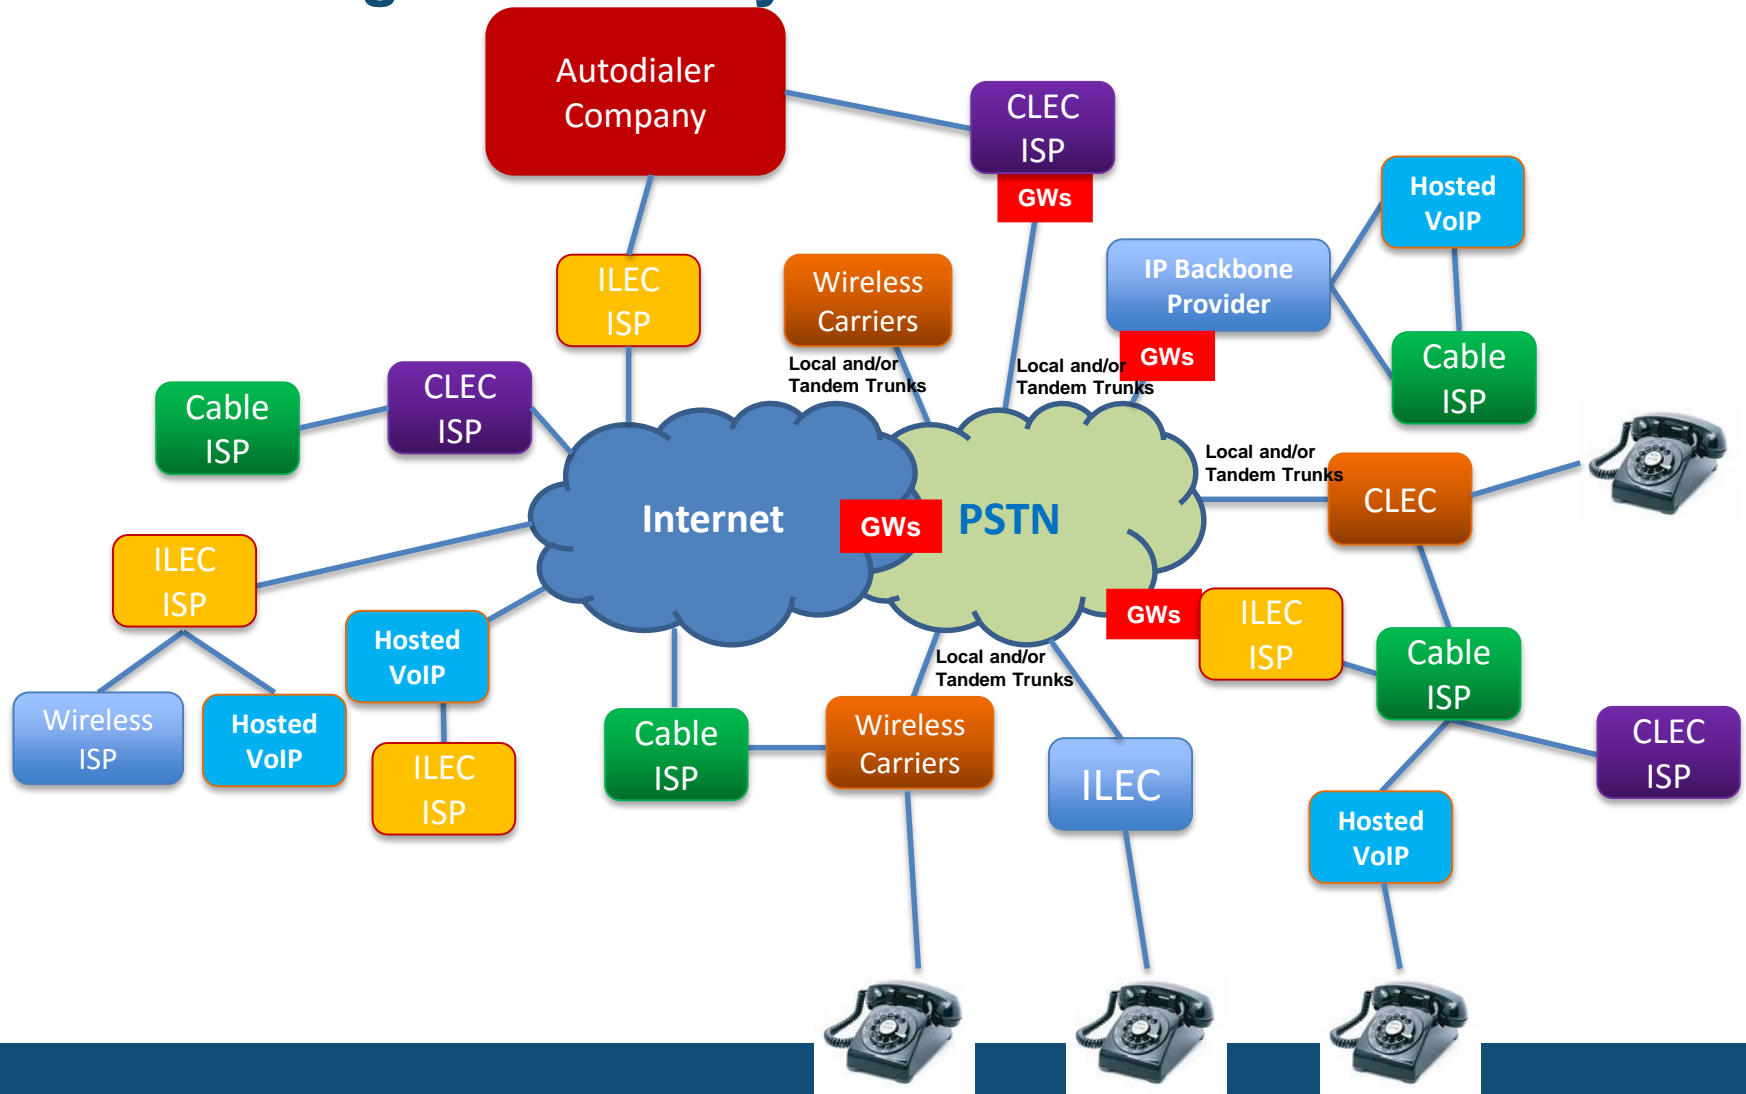 Autodialer
Company
CLEC
ISP
GWs
Hosted
VoIP
ILEC
ISP
Wireless
Carriers
IP Backbone
Provider
GWs
Local and/or
Tandem Trunks
Local and/or
Tandem Trunks
Cable
ISP
Cable
ISP
CLEC
ISP
Local and/or
Tandem Trunks
CLEC
Internet
GWs
PSTN
ILEC
ISP
GWs
ILEC
ISP
Hosted
VoIP
Local and/or
Tandem Trunks
Cable
ISP
Wireless
ISP
Hosted
VoIP
ILEC
ISP
Cable
ISP
Wireless
Carriers
ILEC
CLEC
ISP
Hosted
VoIP